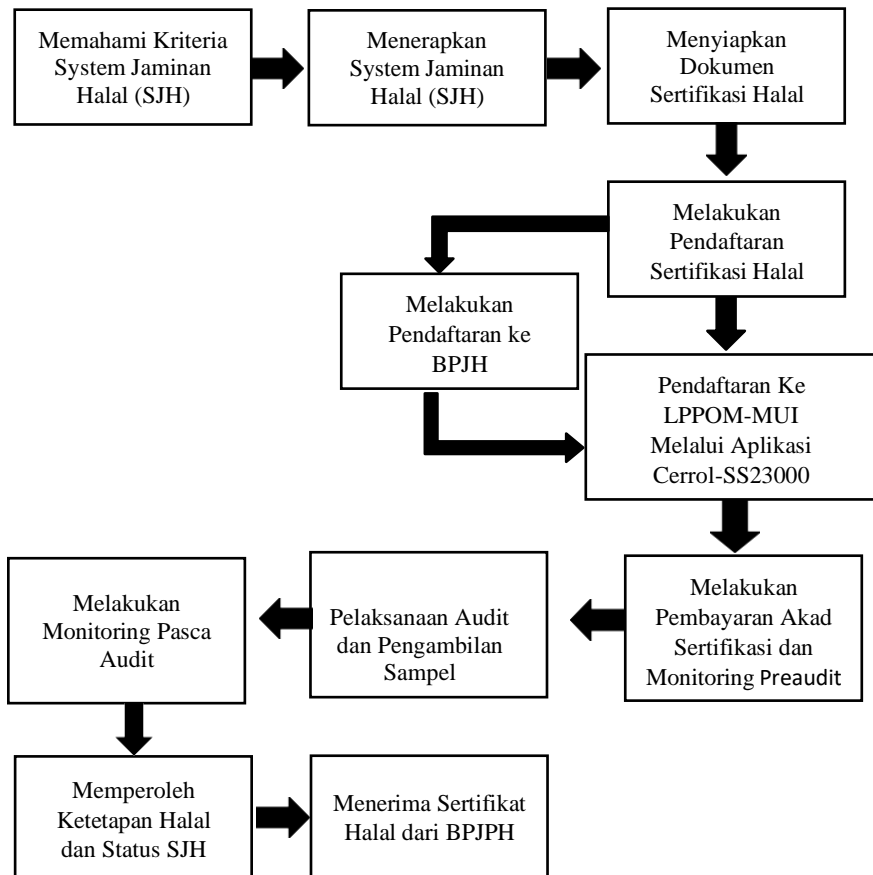 Memahami Kriteria
System Jaminan
Halal (SJH)
Menerapkan
System Jaminan
Halal (SJH)
Menyiapkan
Dokumen
Sertifikasi Halal
Melakukan
Pendaftaran
Sertifikasi Halal
Melakukan
Pendaftaran ke
BPJH
Pendaftaran Ke
LPPOM-MUI
Melalui Aplikasi
Cerrol-SS23000
Melakukan
Pembayaran Akad
Sertifikasi dan
Monitoring Preaudit
Pelaksanaan Audit
dan Pengambilan
Sampel
Melakukan
Monitoring Pasca
Audit
Memperoleh
Ketetapan Halal
dan Status SJH
Menerima Sertifikat
Halal dari BPJPH